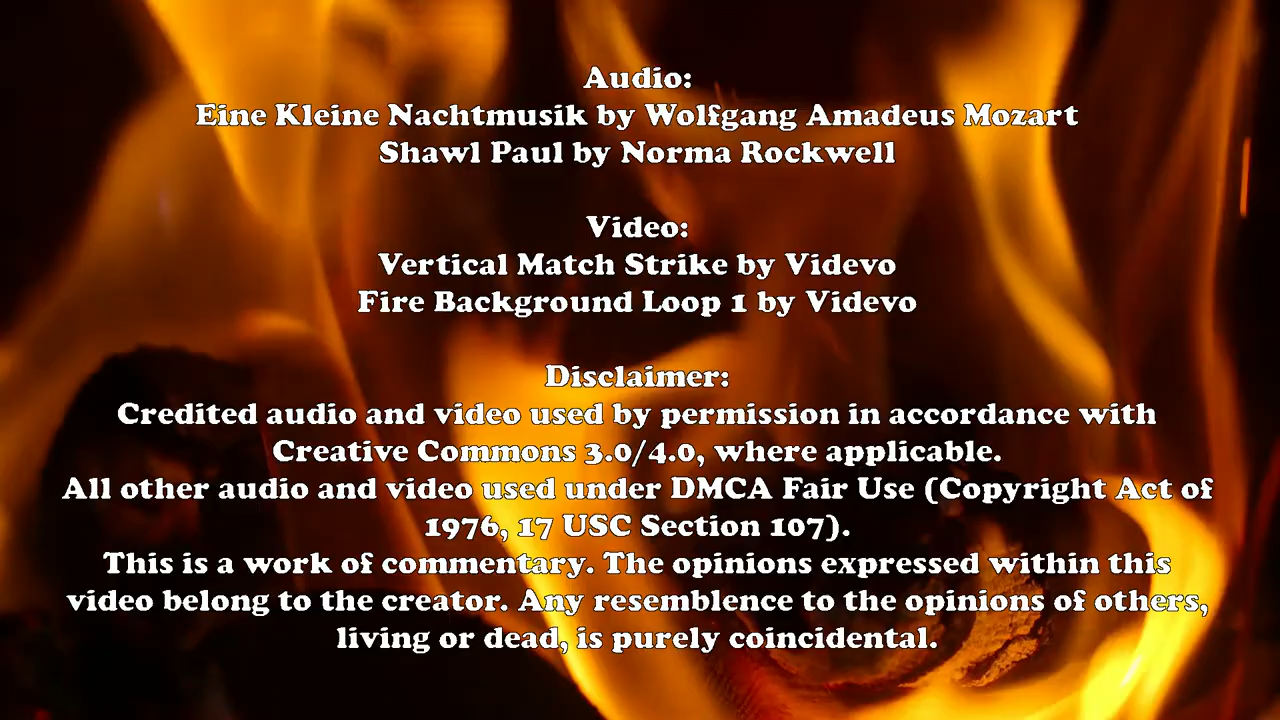 Audio:
Eine Kleine Nachtmusik by Wolfgang Amadeus Mozart
Shawl Paul by Norma Rockwell
Video:
Vertical Match Strike by Videvo
Fire Background Loop 1 by Videvo
Disclaimer:
Credited audio and video used by permission in accordance with
Creative Commons 3.0/4.0, where applicable.
All other audio and video used under DMCA Fair Use (Copyright Act of
1976, 17 USC Section 107).
This is a work of commentary. The opinions expressed within this
video belong to the creator. Any resemblence to the opinions of others,
living or dead, is purely coincidental.